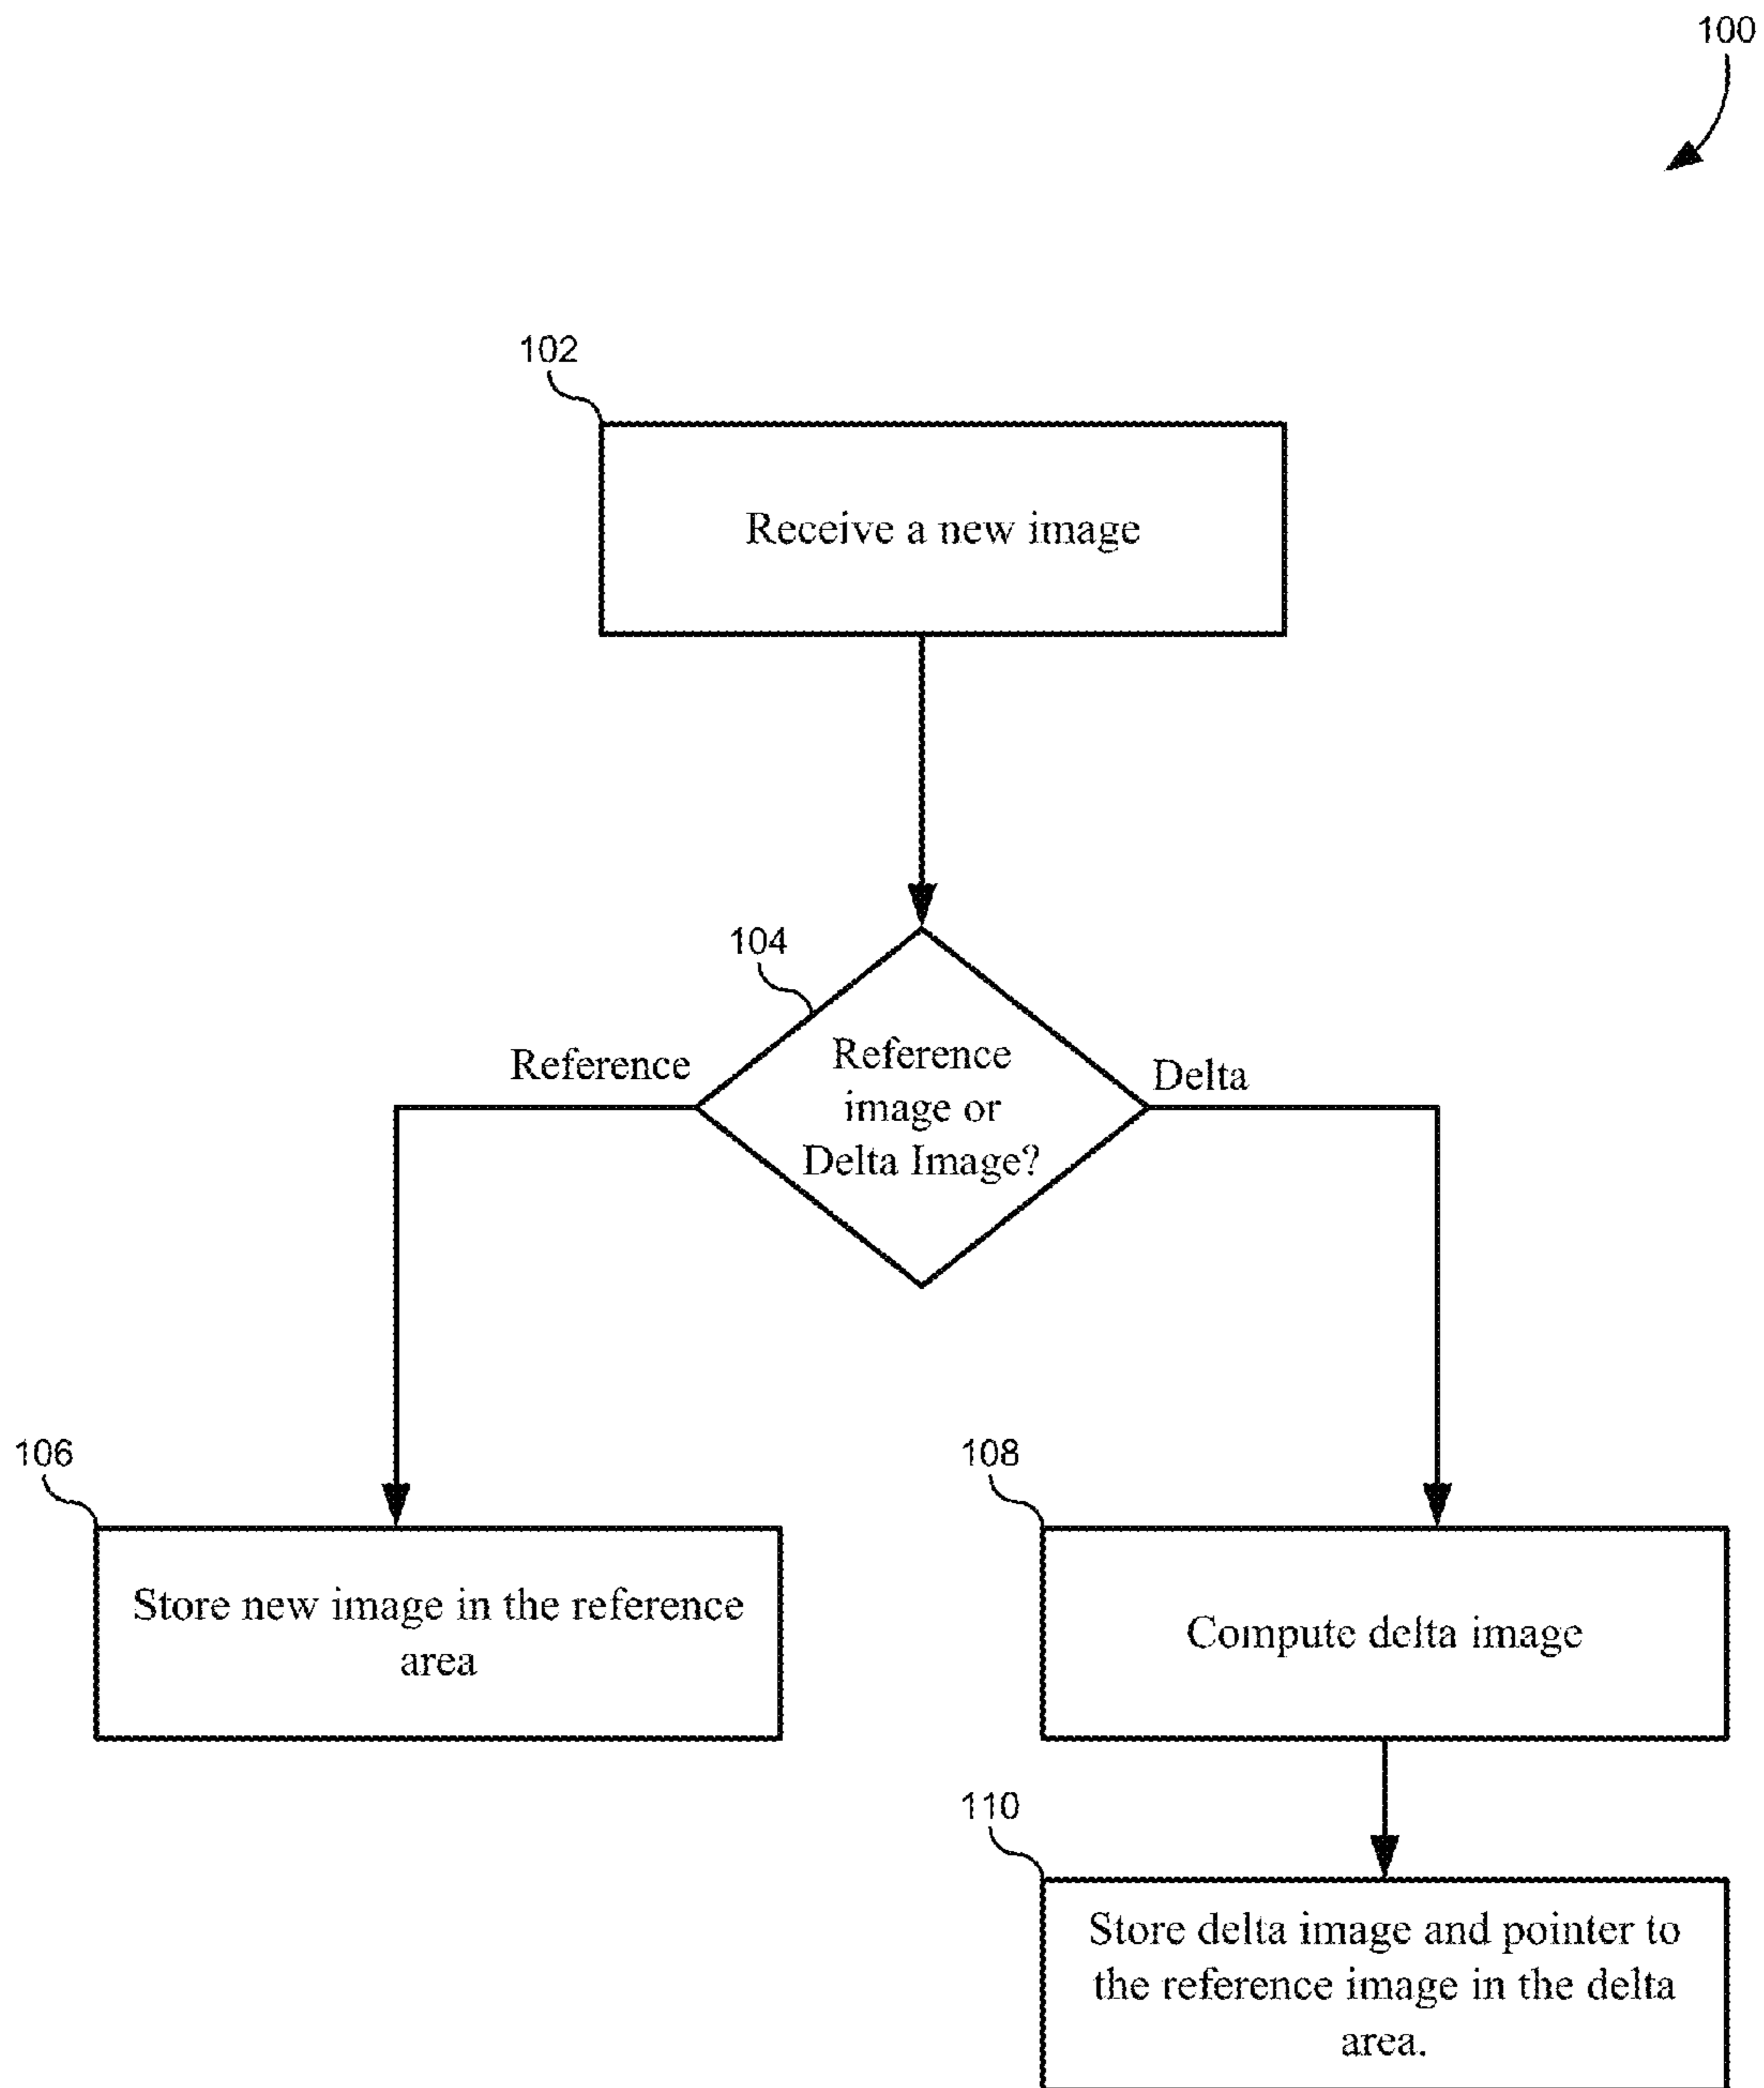 100
102
Receive a new image
104
Reference
Reference
image or
Delta Image?
Delta
106
Store new image in the reference
area
108
Compute delta image
110
Store delta image and pointer to
the reference image in the delta
area.